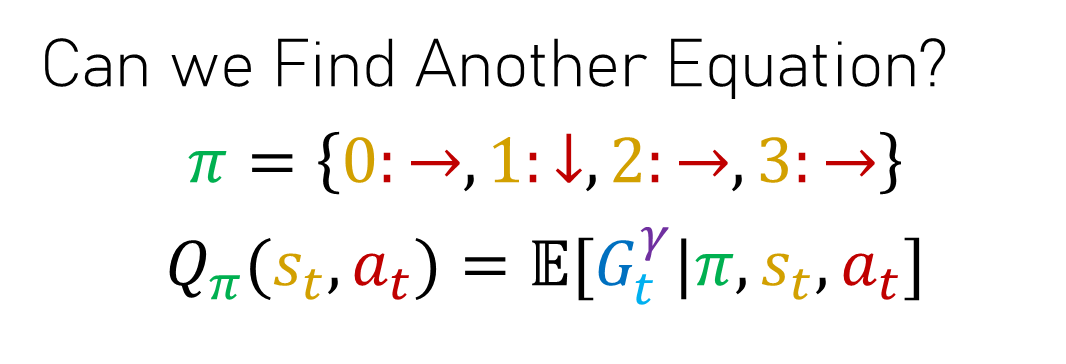 Can we Find Another Equation?
π = {0: →, 1: ↓, 2: →, 3: →}
Q_π(s_t, a_t) = 𝔼[G_t^γ|π, s_t, a_t]